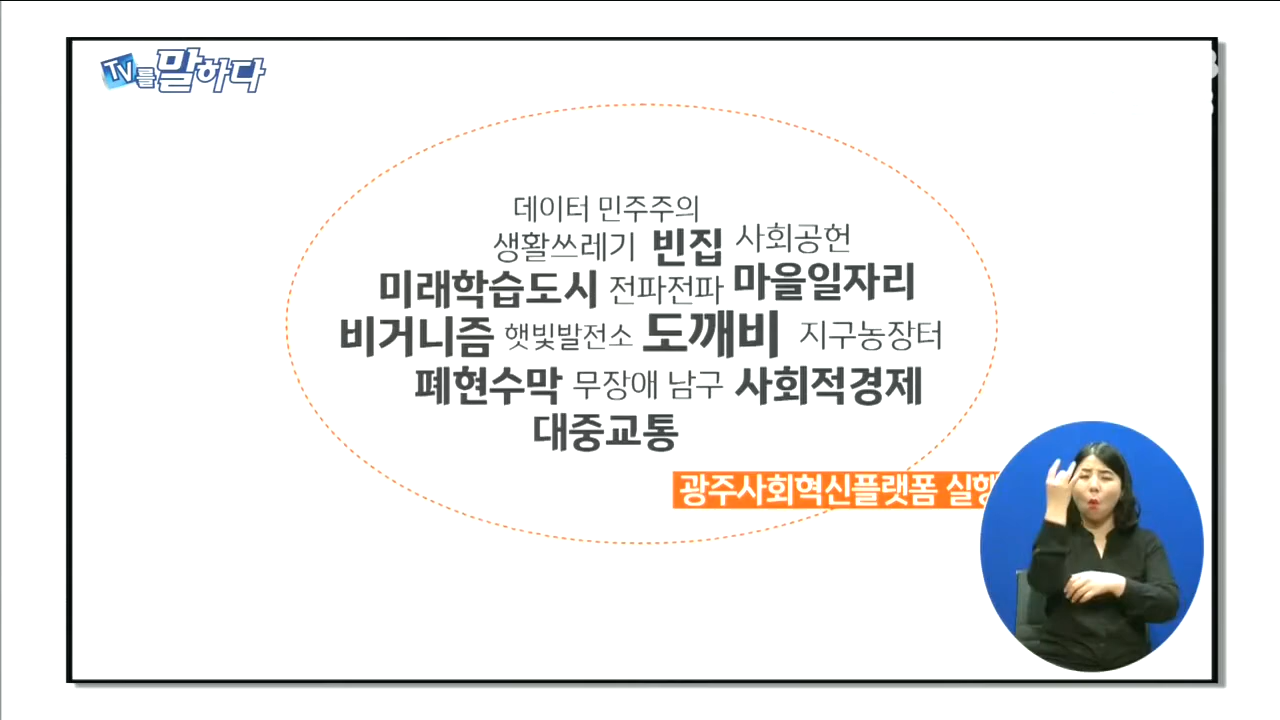 TV를 말하다
데이터 민주주의
생활쓰레기 빈집 사회공헌
미래학습도시 전파전파 마을일자리
비거니즘 햇빛발전소 도깨비 지구농장터
폐현수막 무장애 남구 사회적경제
대중교통
광주사회혁신플랫폼 실행